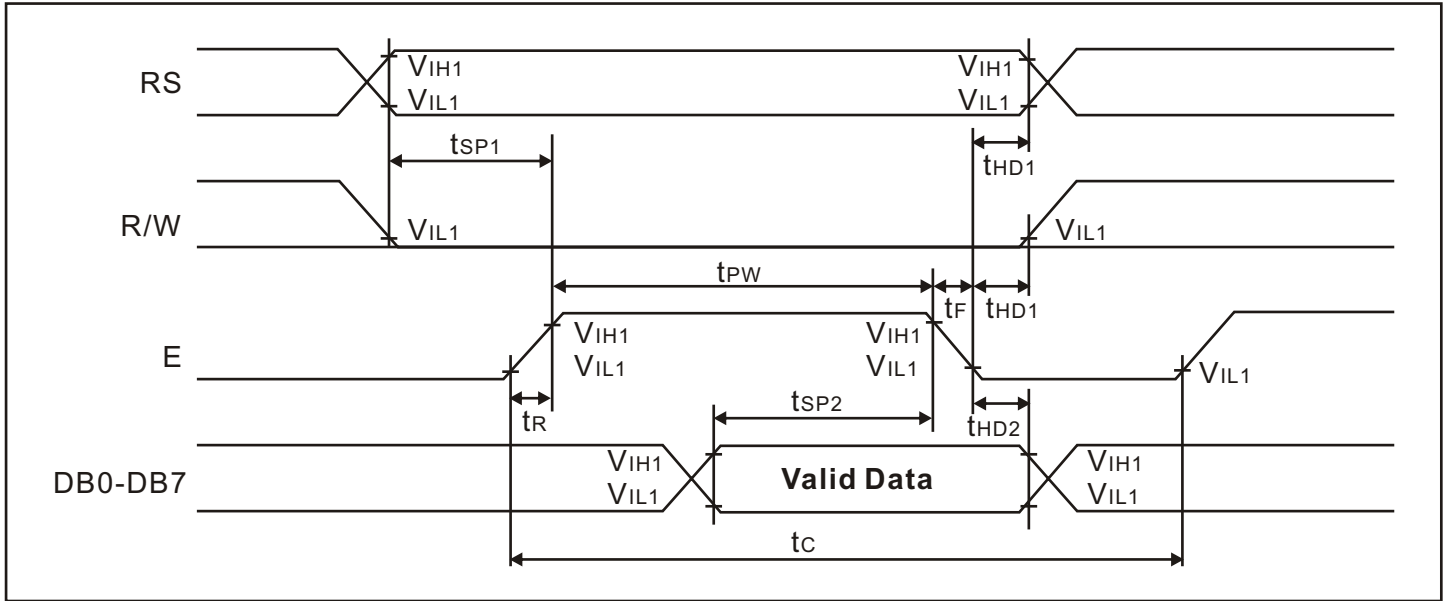 RS
VIH1
VIL1
VIH1
VIL1
tSP1
tHD1
R/W
VIL1
VIL1
tPW
tF
tHD1
E
VIH1
VIL1
VIH1
VIL1
VIL1
tR
tSP2
tHD2
DB0-DB7
VIH1
VIL1
Valid Data
VIH1
VIL1
tC